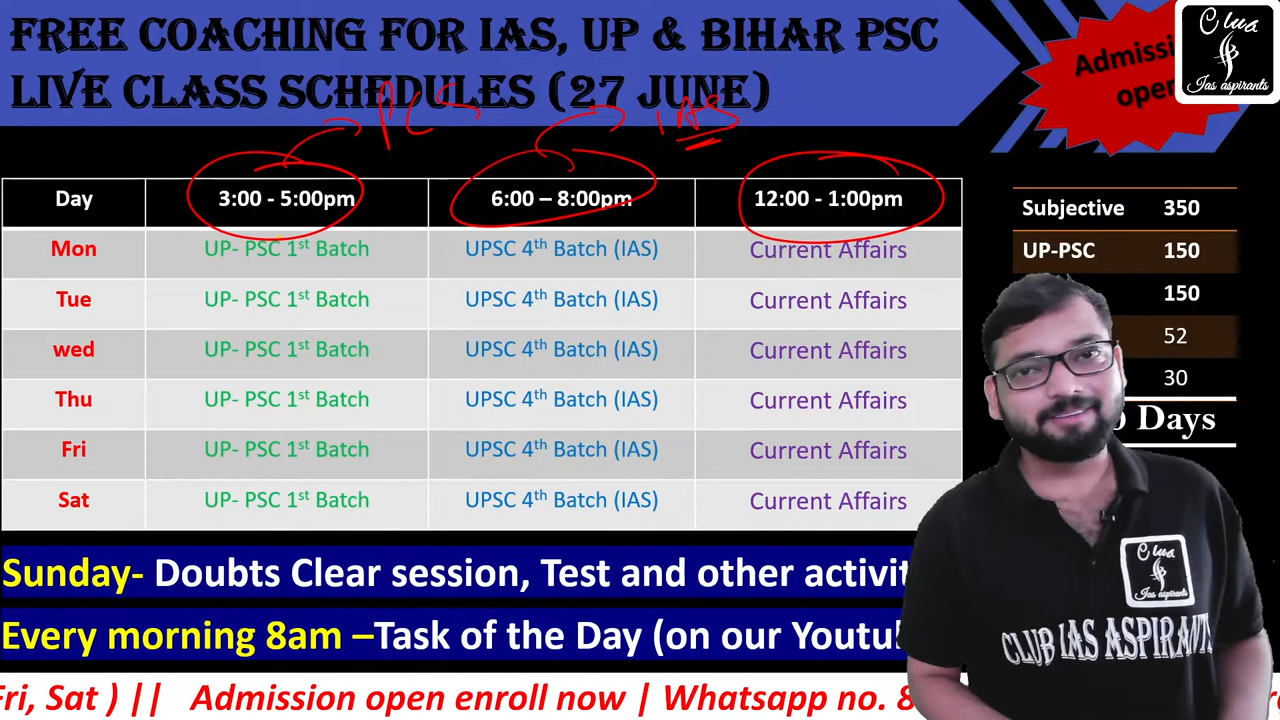 FREE COACHING FOR IAS, UP & BIHAR PSC
LIVE CLASS SCHEDULES (27 JUNE)
Admissi
open
Club
Ias aspirants
PCS
IAS
Day 3:00 - 5:00pm 6:00 – 8:00pm 12:00 - 1:00pm
Mon UP- PSC 1st Batch UPSC 4th Batch (IAS) Current Affairs
Tue UP- PSC 1st Batch UPSC 4th Batch (IAS) Current Affairs
wed UP- PSC 1st Batch UPSC 4th Batch (IAS) Current Affairs
Thu UP- PSC 1st Batch UPSC 4th Batch (IAS) Current Affairs
Fri UP- PSC 1st Batch UPSC 4th Batch (IAS) Current Affairs
Sat UP- PSC 1st Batch UPSC 4th Batch (IAS) Current Affairs
Subjective 350
UP-PSC 150
150
52
30
Days
Sunday- Doubts Clear session, Test and other activit
Every morning 8am –Task of the Day (on our Youtu
Club
Ias aspirants
CLUB IAS ASPIRANTS
Fri, Sat ) || Admission open enroll now | Whatsapp no. 8